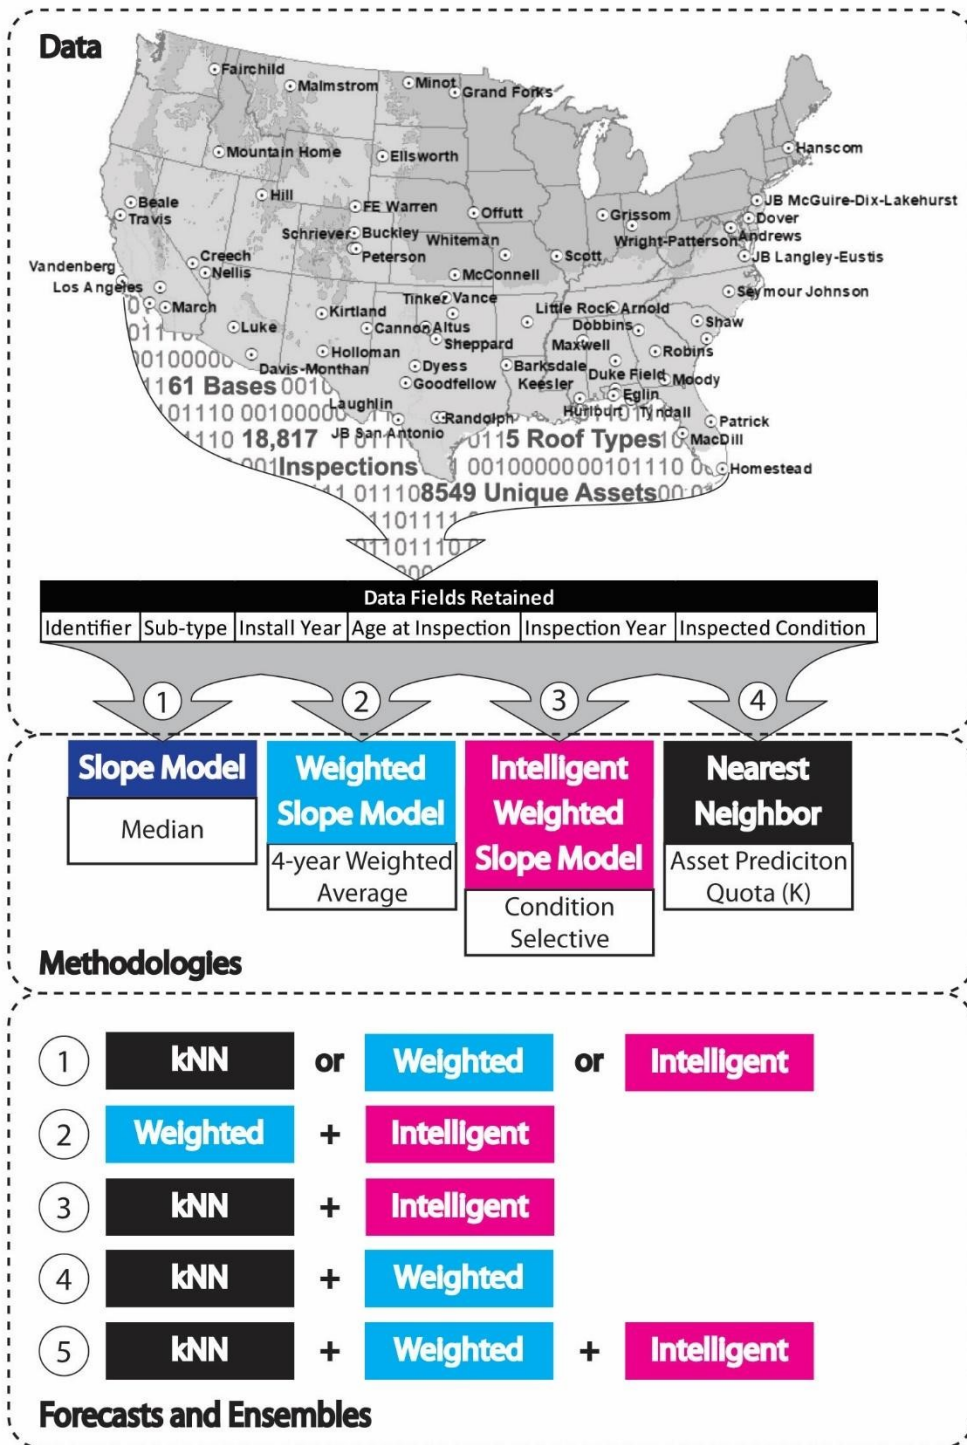 Data
Fairchild
Malmstrom
Minot
Grand Forks
Hanscom
Mountain Home
Ellsworth
Hill
Beale
Travis
FE Warren
Offutt
Grissom
JB McGuire-Dix-Lakehurst
Dover
Schriever
Buckley
Whiteman
Wright-Patterson
Andrews
Peterson
Scott
JB Langley-Eustis
Creech
Nellis
Vandenberg
McConnell
Los Angeles
Seymour Johnson
March
Tinker
Vance
Little Rock
Arnold
Luke
Kirtland
Cannon
Altus
Dobbins
Shaw
Sheppard
Maxwell
Holloman
Robins
Davis-Monthan
Dyess
Barksdale
Duke Field
Moody
Goodfellow
Keesler
Eglin
Laughlin
Hurlburt
Tyndall
Randolph
Patrick
JB San Antonio
MacDill
Homestead
61 Bases
18,817
Inspections
5 Roof Types
8549 Unique Assets
Data Fields Retained
Identifier Sub-type Install Year Age at Inspection Inspection Year Inspected Condition
1 2 3 4
Slope Model
Median
Weighted
Slope Model
4-year Weighted
Average
Intelligent
Weighted
Slope Model
Condition
Selective
Nearest
Neighbor
Asset Prediciton
Quota (K)
Methodologies
1 kNN or Weighted or Intelligent
2 Weighted + Intelligent
3 kNN + Intelligent
4 kNN + Weighted
5 kNN + Weighted + Intelligent
Forecasts and Ensembles